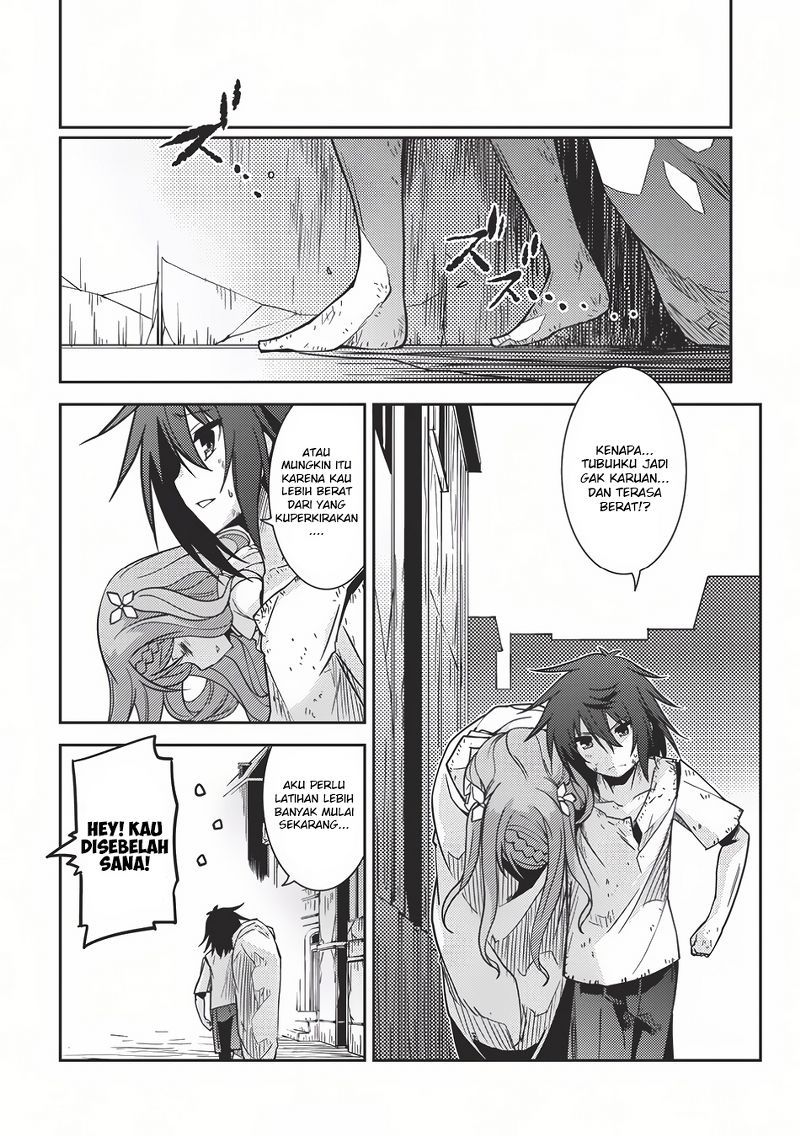 ズ...
ズズ...
KENAPA...
TUBUHKU JADI
GAK KARUAN...
DAN TERASA
BERAT!?
ATAU
MUNGKIN ITU
KARENA KAU
LEBIH BERAT
DARI YANG
KUPERKIRAKAN
....
AKU PERLU
LATIHAN LEBIH
BANYAK MULAI
SEKARANG...
HEY! KAU
DISEBELAH
SANA!